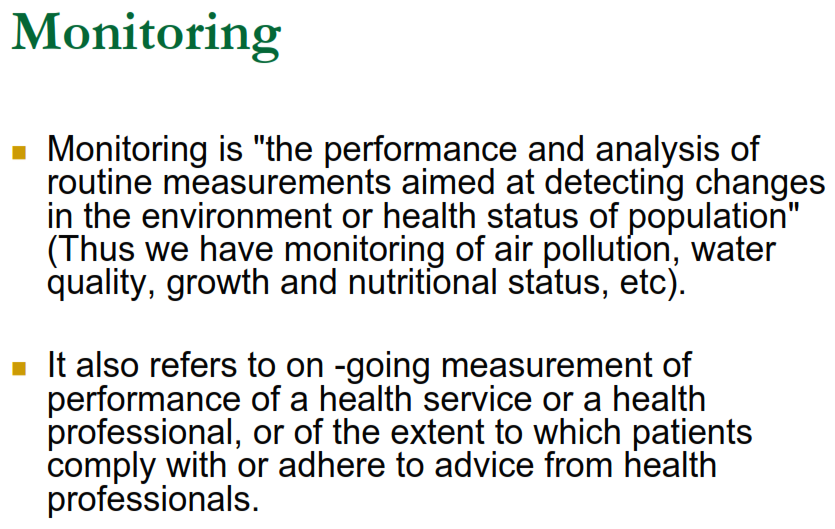 Monitoring
Monitoring is "the performance and analysis of
routine measurements aimed at detecting changes
in the environment or health status of population"
(Thus we have monitoring of air pollution, water
quality, growth and nutritional status, etc).
It also refers to on -going measurement of
performance of a health service or a health
professional, or of the extent to which patients
comply with or adhere to advice from health
professionals.